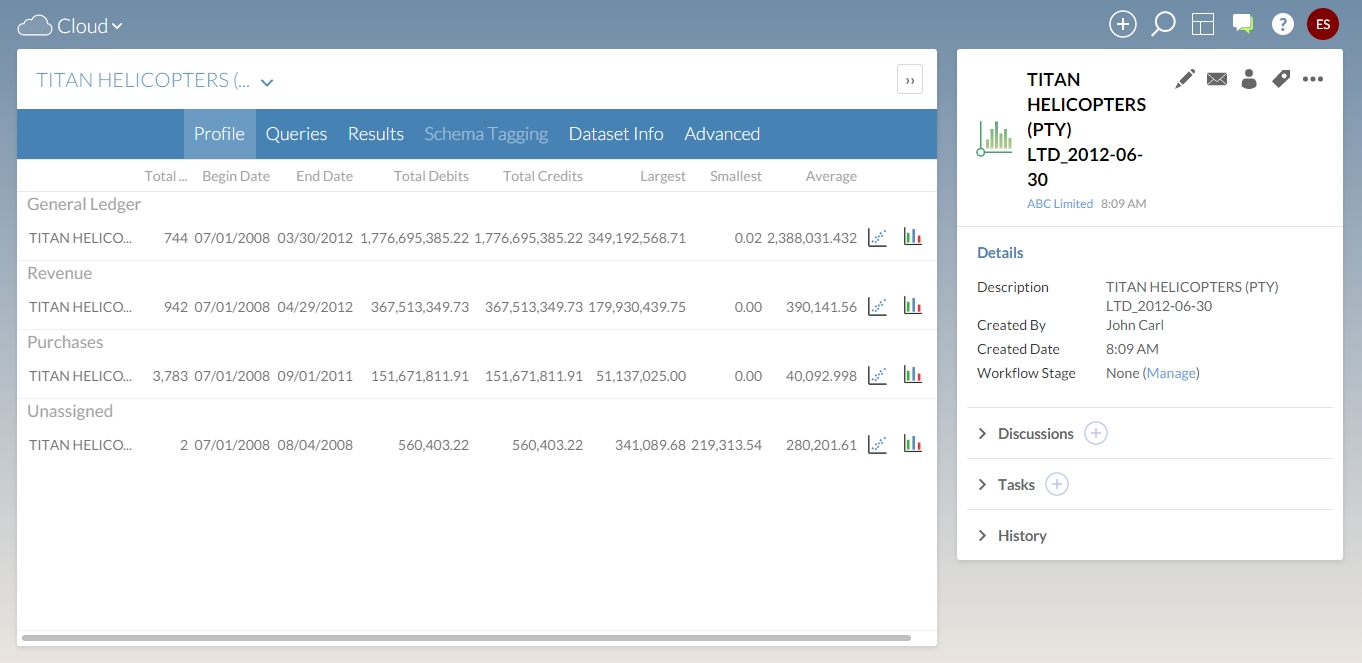 Cloud
? ES
TITAN HELICOPTERS (...
Profile Queries Results Schema Tagging Dataset Info Advanced
Total ... Begin Date End Date Total Debits Total Credits Largest Smallest Average
General Ledger
TITAN HELICO... 744 07/01/2008 03/30/2012 1,776,695,385.22 1,776,695,385.22 349,192,568.71 0.02 2,388,031.432
Revenue
TITAN HELICO... 942 07/01/2008 04/29/2012 367,513,349.73 367,513,349.73 179,930,439.75 0.00 390,141.56
Purchases
TITAN HELICO... 3,783 07/01/2008 09/01/2011 151,671,811.91 151,671,811.91 51,137,025.00 0.00 40,092.998
Unassigned
TITAN HELICO... 2 07/01/2008 08/04/2008 560,403.22 560,403.22 341,089.68 219,313.54 280,201.61
TITAN
HELICOPTERS
(PTY)
LTD_2012-06-
30
ABC Limited 8:09 AM
Details
Description TITAN HELICOPTERS (PTY)
LTD_2012-06-30
Created By John Carl
Created Date 8:09 AM
Workflow Stage None (Manage)
Discussions
Tasks
History